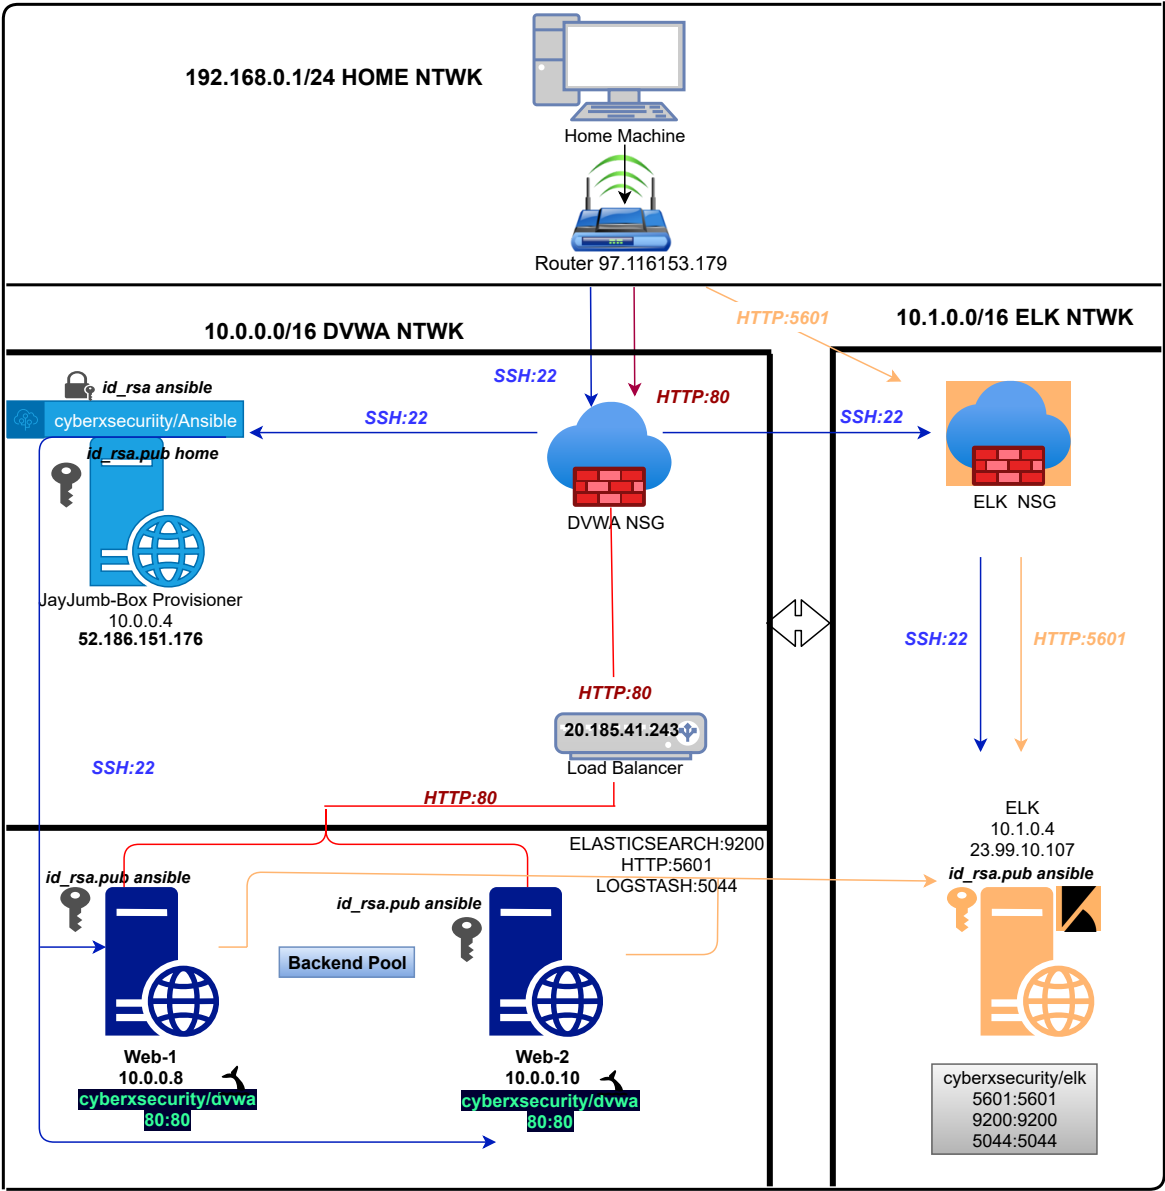 192.168.0.1/24 HOME NTWK
Home Machine
Router 97.116153.179
10.0.0.0/16 DVWA NTWK
HTTP:5601
10.1.0.0/16 ELK NTWK
SSH:22
HTTP:80
id_rsa ansible
cyberxsecuriity/Ansible
SSH:22
SSH:22
id_rsa.pub home
DVWA NSG
ELK NSG
JayJumb-Box Provisioner
10.0.0.4
52.186.151.176
SSH:22
HTTP:5601
HTTP:80
20.185.41.243
Load Balancer
SSH:22
HTTP:80
ELASTICSEARCH:9200
HTTP:5601
LOGSTASH:5044
ELK
10.1.0.4
23.99.10.107
id_rsa.pub ansible
id_rsa.pub ansible
id_rsa.pub ansible
Backend Pool
Web-1
10.0.0.8
cyberxsecurity/dvwa
80:80
Web-2
10.0.0.10
cyberxsecurity/dvwa
80:80
cyberxsecurity/elk
5601:5601
9200:9200
5044:5044